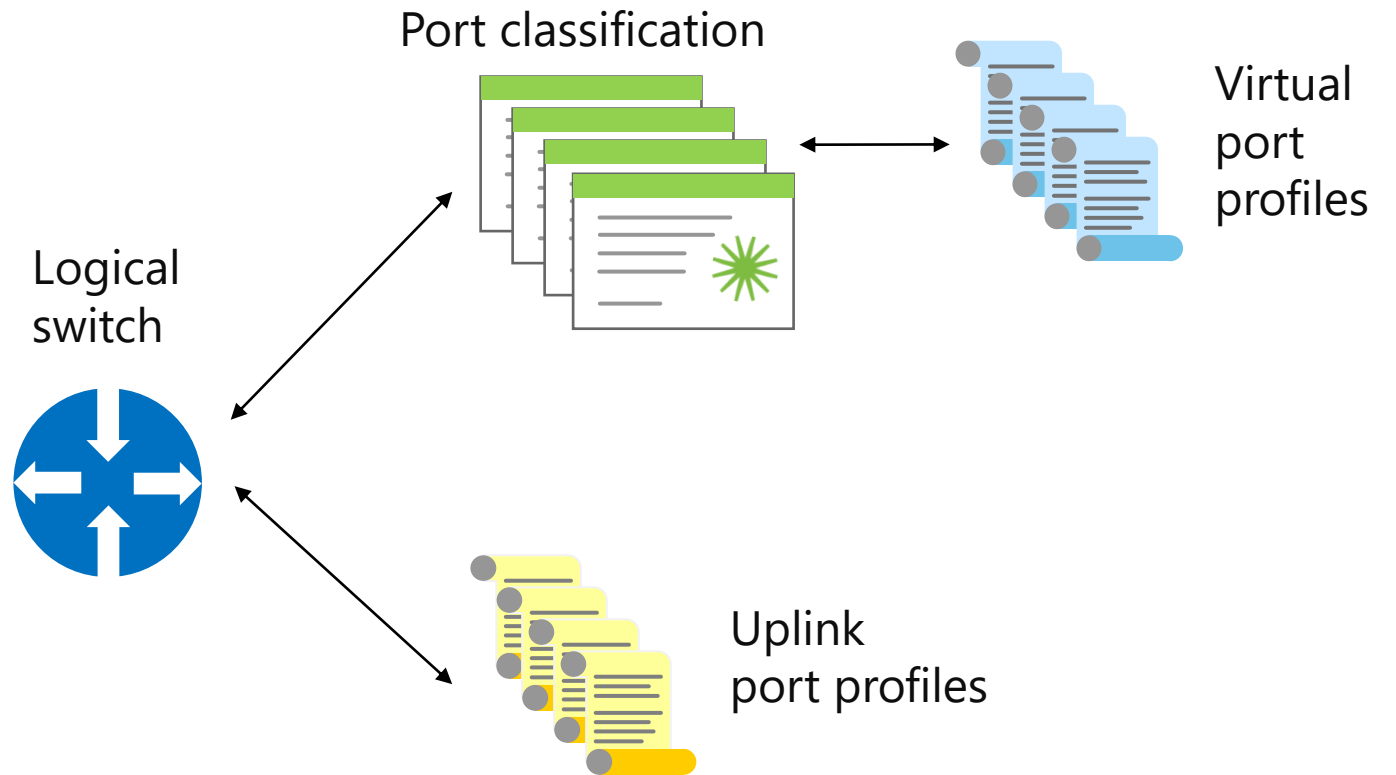 Port classification
Virtual
port
profiles
Logical
switch
Uplink
port profiles